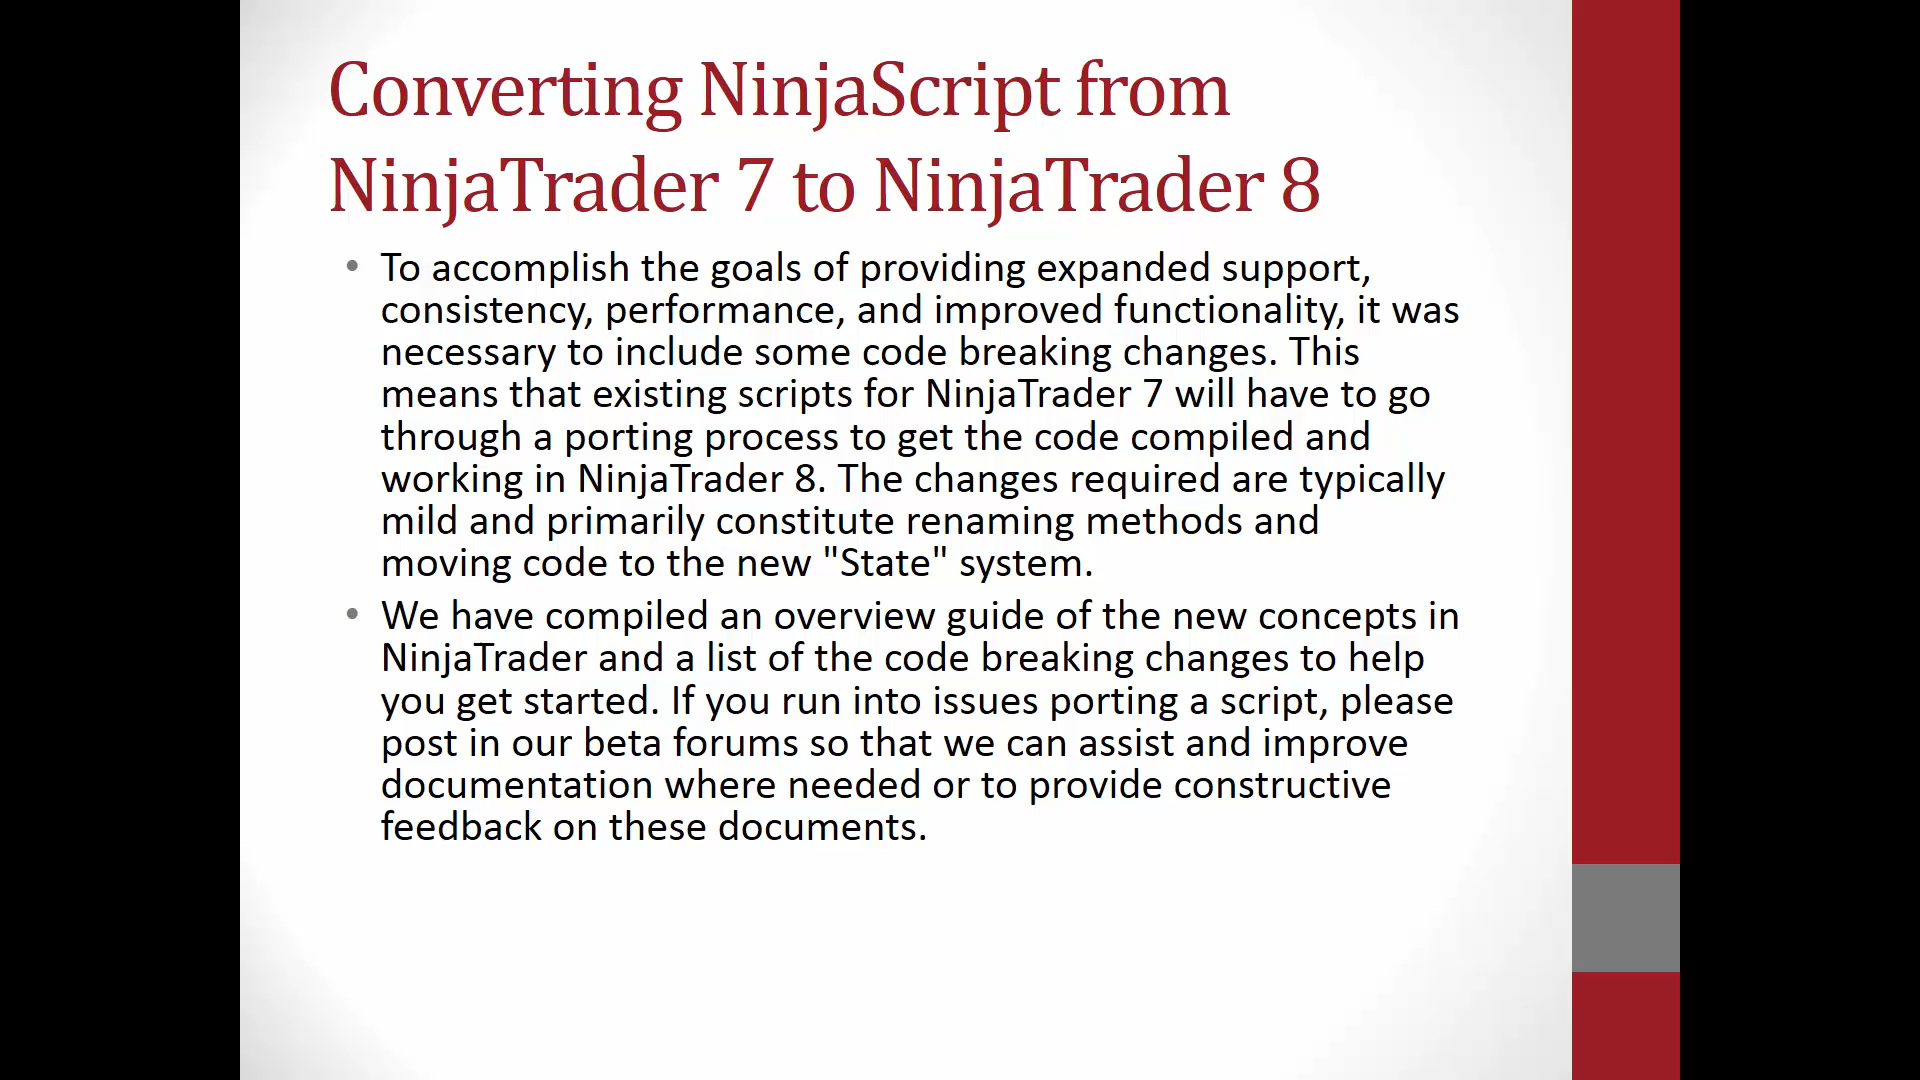 Converting NinjaScript from
NinjaTrader 7 to NinjaTrader 8
• To accomplish the goals of providing expanded support,
consistency, performance, and improved functionality, it was
necessary to include some code breaking changes. This
means that existing scripts for NinjaTrader 7 will have to go
through a porting process to get the code compiled and
working in NinjaTrader 8. The changes required are typically
mild and primarily constitute renaming methods and
moving code to the new "State" system.
• We have compiled an overview guide of the new concepts in
NinjaTrader and a list of the code breaking changes to help
you get started. If you run into issues porting a script, please
post in our beta forums so that we can assist and improve
documentation where needed or to provide constructive
feedback on these documents.